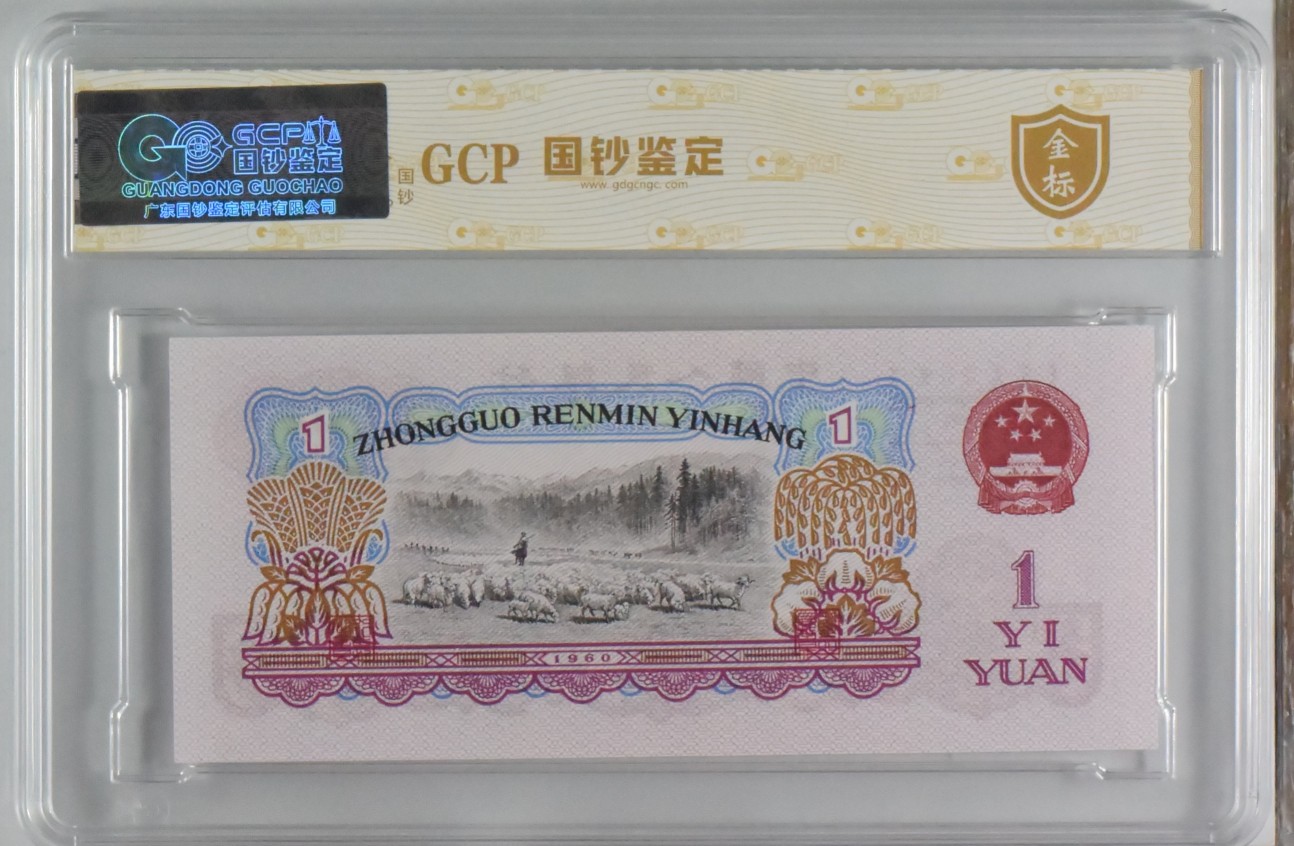 GCP
国钞鉴定
GUANGDONG GUOCHAO
广东国钞鉴定评估有限公司
国
钞
GCP 国钞鉴定
www.gdgcngc.com
金
标
1
ZHONGGUO RENMIN YINHANG
1
1960
1
YI
YUAN